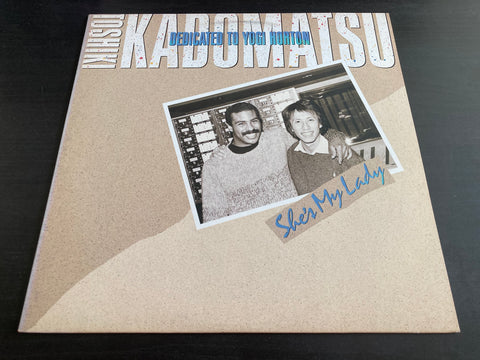 TOSHIKI
KADOMATSU
DEDICATED TO YOGI HORTON
She's My Lady